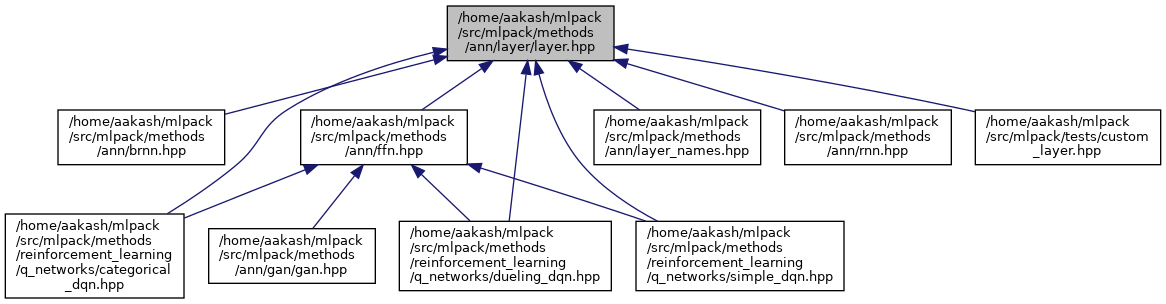 /home/aakash/mlpack
/src/mlpack/methods
/ann/layer/layer.hpp
/home/aakash/mlpack
/src/mlpack/methods
/ann/brnn.hpp
/home/aakash/mlpack
/src/mlpack/methods
/ann/ffn.hpp
/home/aakash/mlpack
/src/mlpack/methods
/ann/layer_names.hpp
/home/aakash/mlpack
/src/mlpack/methods
/ann/rnn.hpp
/home/aakash/mlpack
/src/mlpack/tests/custom
_layer.hpp
/home/aakash/mlpack
/src/mlpack/methods
/reinforcement_learning
/q_networks/categorical
_dqn.hpp
/home/aakash/mlpack
/src/mlpack/methods
/ann/gan/gan.hpp
/home/aakash/mlpack
/src/mlpack/methods
/reinforcement_learning
/q_networks/dueling_dqn.hpp
/home/aakash/mlpack
/src/mlpack/methods
/reinforcement_learning
/q_networks/simple_dqn.hpp